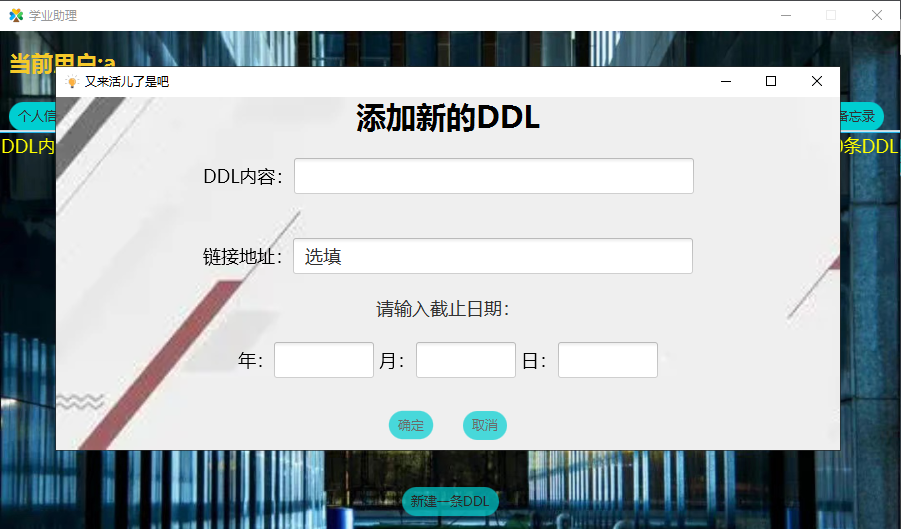 学业助理
当前用户:a
又来活儿了是吧
添加新的DDL
个人信
备忘录
DDL内
0条DDL
DDL内容：
链接地址： 选填
请输入截止日期：
年： 月： 日：
确定 取消
新建一条DDL